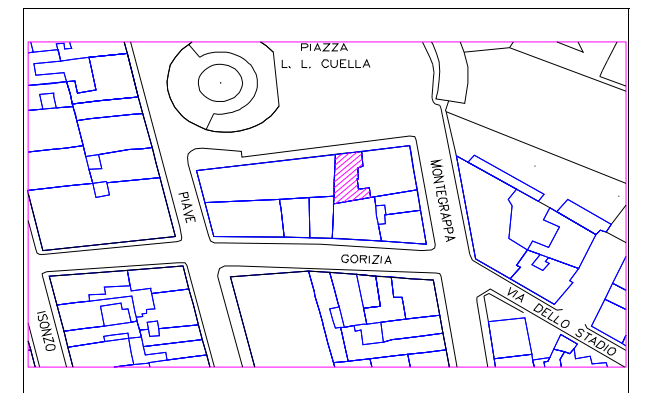 PIAZZA
L. L. CUELLA
MONTEGRAPPA
PIAVE
GORIZIA
ISONZO
VIA DELLO STADIO